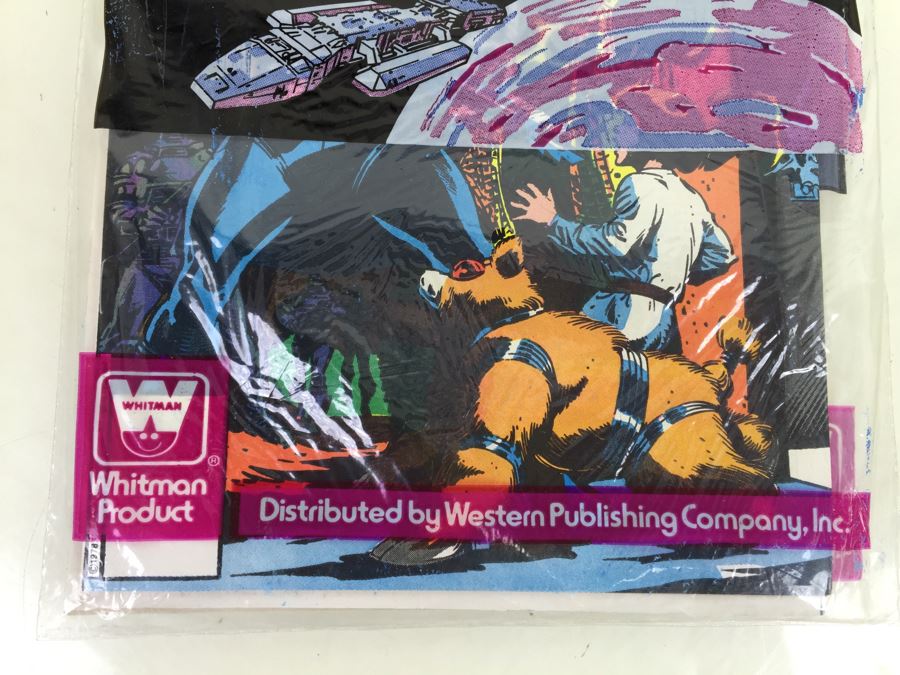 WHITMAN
®
Whitman
Product
Distributed by Western Publishing Company, Inc.